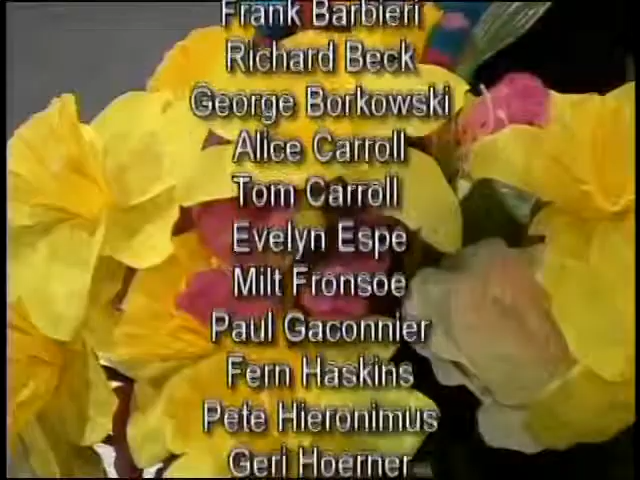 Frank Barbieri
Richard Beck
George Borkowski
Alice Carroll
Tom Carroll
Evelyn Espe
Milt Fronsoe
Paul Gaconnier
Fern Haskins
Pete Hieronimus
Geri Hoerner